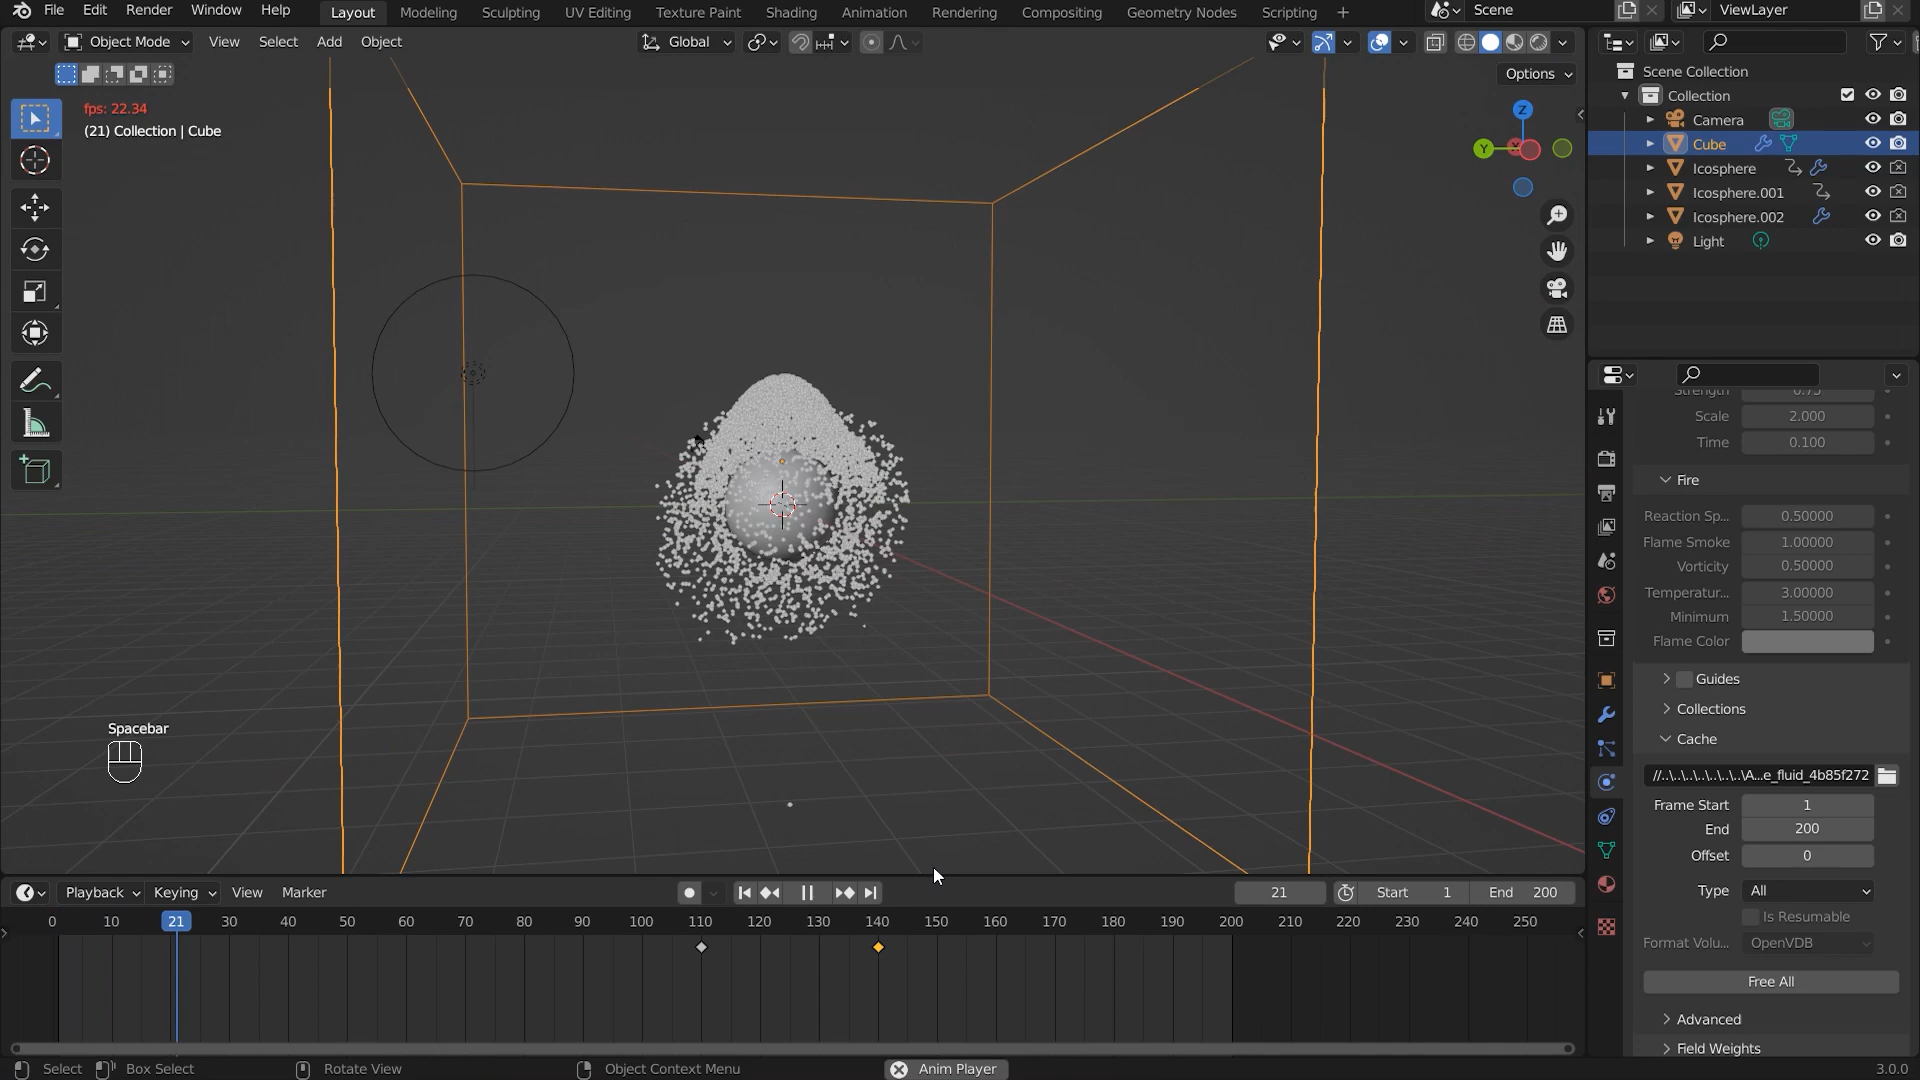 File Edit Render Window Help Layout Modeling Sculpting UV Editing Texture Paint Shading Animation Rendering Compositing Geometry Nodes Scripting + Scene ViewLayer
Object Mode View Select Add Object Global
Options
fps: 22.34
(21) Collection | Cube
Z
Y
X
Spacebar
Scene Collection
Collection
Camera
Cube
Icosphere
Icosphere.001
Icosphere.002
Light
Strength 0.75
Scale 2.000
Time 0.100
Fire
Reaction Sp... 0.50000
Flame Smoke 1.00000
Vorticity 0.50000
Temperatur... 3.00000
Minimum 1.50000
Flame Color
Guides
Collections
Cache
//..\..\..\..\..\..\..\A...e_fluid_4b85f272
Frame Start 1
End 200
Offset 0
Type All
Is Resumable
Format Volu... OpenVDB
Free All
Advanced
Field Weights
Playback Keying View Marker 21 Start 1 End 200
0 10 21 30 40 50 60 70 80 90 100 110 120 130 140 150 160 170 180 190 200 210 220 230 240 250
Select Box Select Rotate View Object Context Menu Anim Player 3.0.0